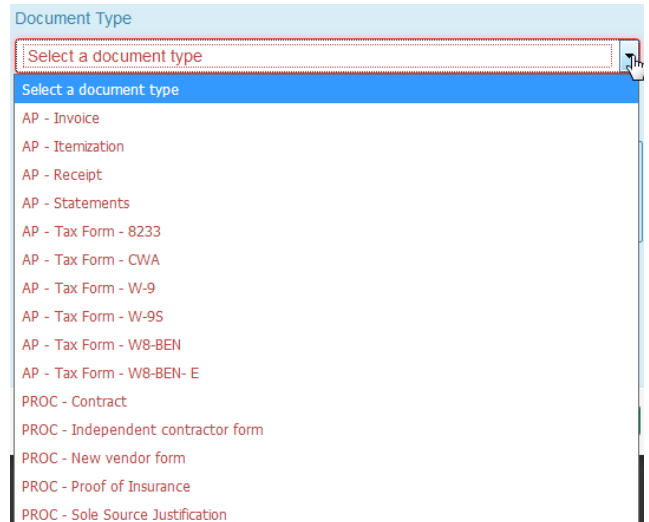 Document Type
Select a document type
Select a document type
AP - Invoice
AP - Itemization
AP - Receipt
AP - Statements
AP - Tax Form - 8233
AP - Tax Form - CWA
AP - Tax Form - W-9
AP - Tax Form - W-9S
AP - Tax Form - W8-BEN
AP - Tax Form - W8-BEN- E
PROC - Contract
PROC - Independent contractor form
PROC - New vendor form
PROC - Proof of Insurance
PROC - Sole Source Justification